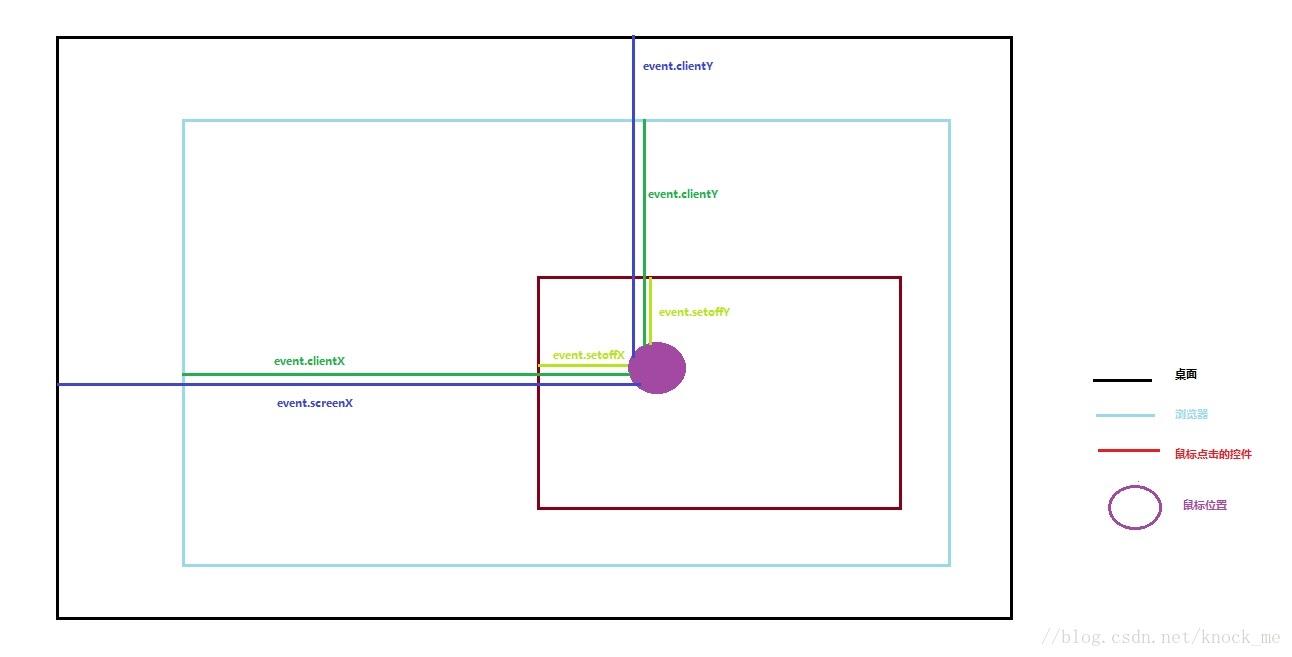 event.clientY
event.clientY
event.setoffY
event.setoffX
event.clientX
event.screenX
桌面
浏览器
鼠标点击的控件
鼠标位置
//blog.csdn.net/knock_me